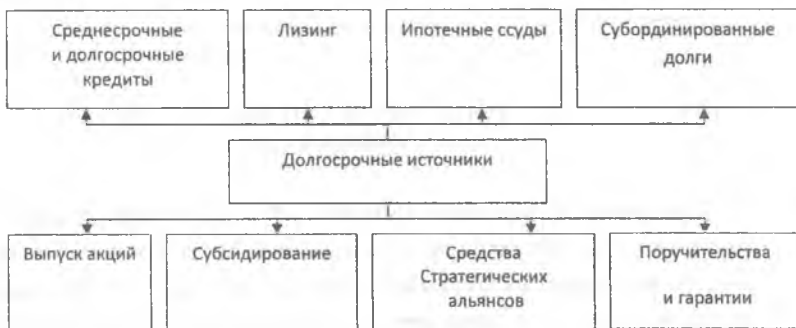 Среднесрочные
и долгосрочные
кредиты
Лизинг
Ипотечные ссуды
Субординированные
долги
Долгосрочные источники
Выпуск акций
Субсидирование
Средства
Стратегических
альянсов
Поручительства
и гарантии